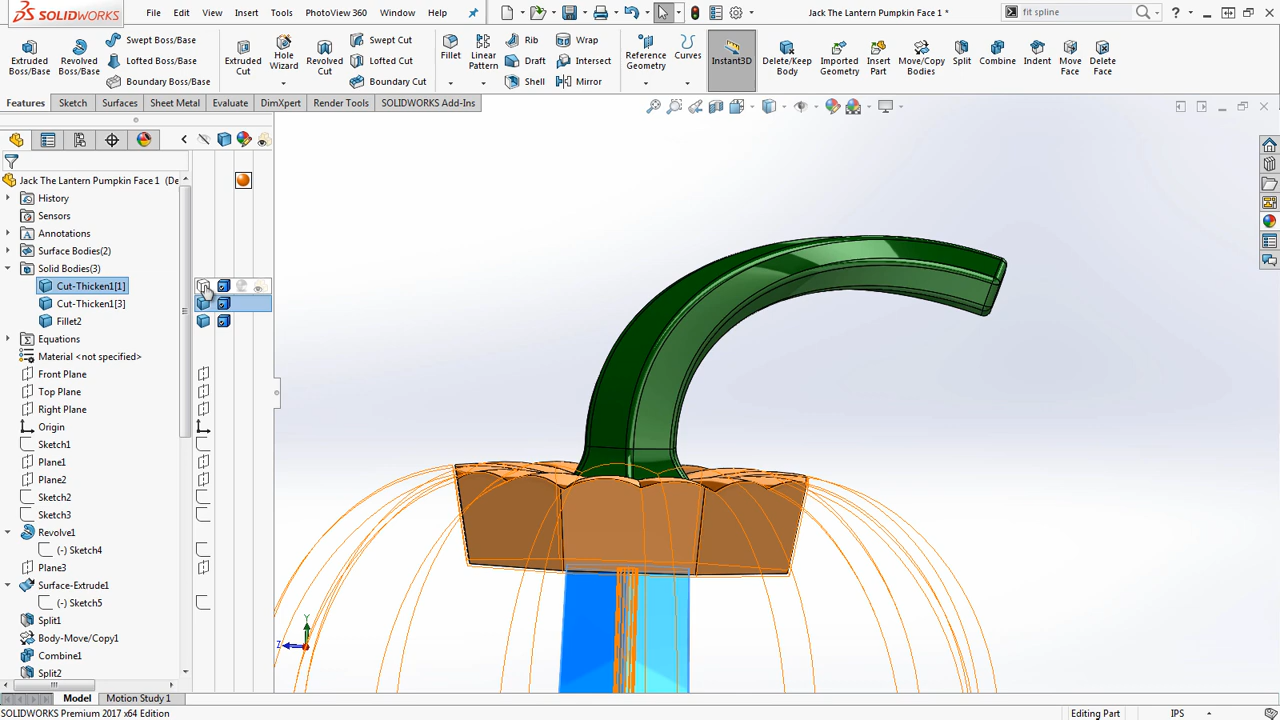 SOLIDWORKS File Edit View Insert Tools PhotoView 360 Window Help Jack The Lantern Pumpkin Face 1 * fit spline ?
Extruded Boss/Base
Revolved Boss/Base
Swept Boss/Base
Lofted Boss/Base
Boundary Boss/Base
Extruded Cut
Hole Wizard
Revolved Cut
Swept Cut
Lofted Cut
Boundary Cut
Fillet
Linear Pattern
Rib
Draft
Shell
Wrap
Intersect
Mirror
Reference Geometry
Curves
Instant3D
Delete/Keep Body
Imported Geometry
Insert Part
Move/Copy Bodies
Split
Combine
Indent
Move Face
Delete Face
Features Sketch Surfaces Sheet Metal Evaluate DimXpert Render Tools SOLIDWORKS Add-Ins
Jack The Lantern Pumpkin Face 1 (De
History
Sensors
Annotations
Surface Bodies(2)
Solid Bodies(3)
Cut-Thicken1[1]
Cut-Thicken1[3]
Fillet2
Equations
Material <not specified>
Front Plane
Top Plane
Right Plane
Origin
Sketch1
Plane1
Plane2
Sketch2
Sketch3
Revolve1
(-) Sketch4
Plane3
Surface-Extrude1
(-) Sketch5
Split1
Body-Move/Copy1
Combine1
Split2
Y
Z
Model Motion Study 1
SOLIDWORKS Premium 2017 x64 Edition Editing Part IPS